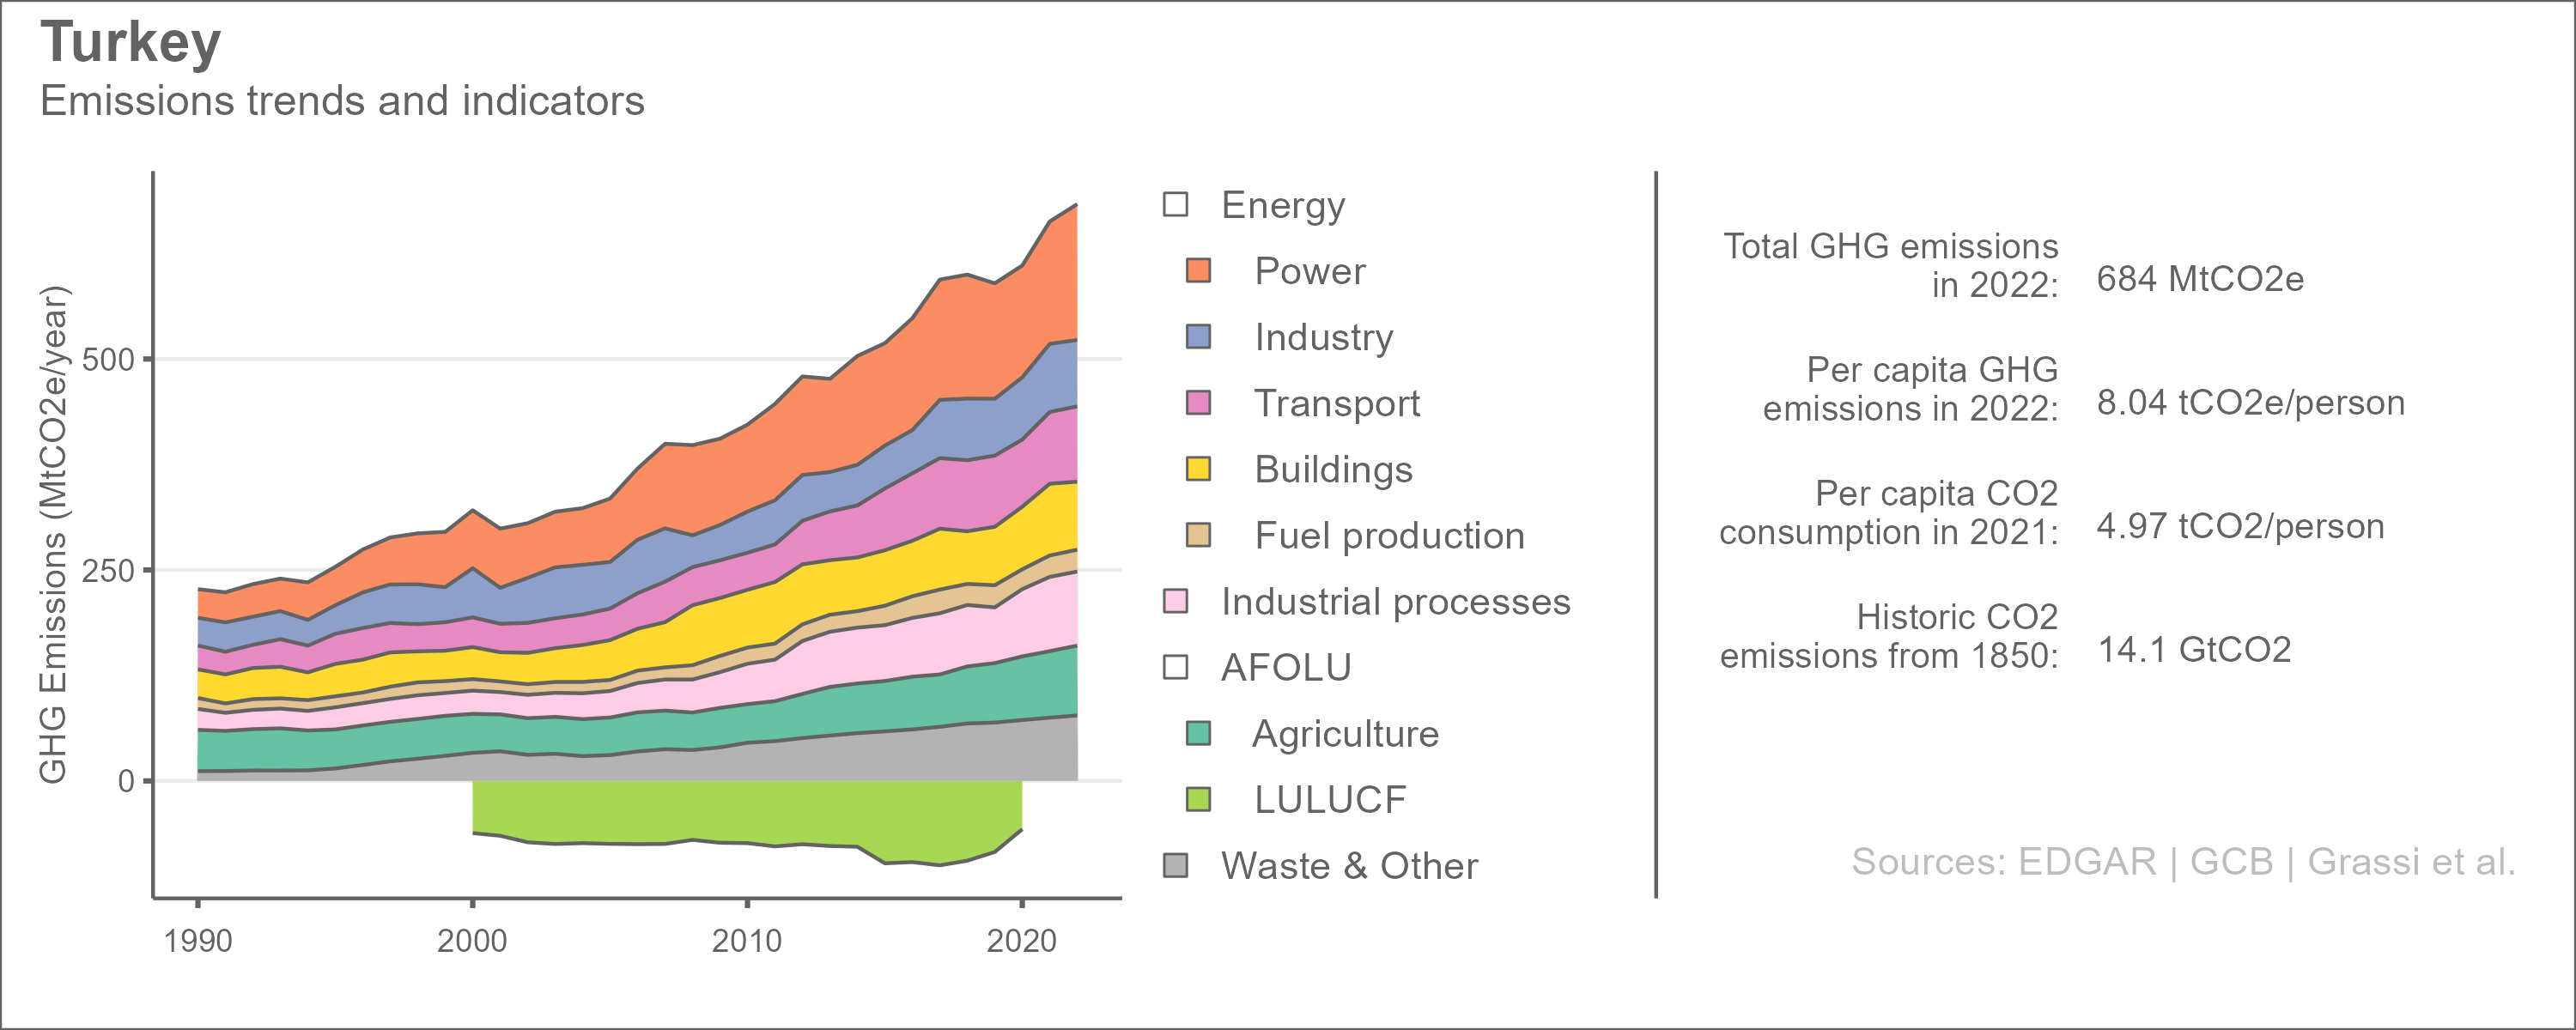 Turkey
Emissions trends and indicators
GHG Emissions (MtCO2e/year)
500
250
0
1990
2000
2010
2020
Energy
Power
Industry
Transport
Buildings
Fuel production
Industrial processes
AFOLU
Agriculture
LULUCF
Waste & Other
Total GHG emissions
in 2022:
684 MtCO2e
Per capita GHG
emissions in 2022:
8.04 tCO2e/person
Per capita CO2
consumption in 2021:
4.97 tCO2/person
Historic CO2
emissions from 1850:
14.1 GtCO2
Sources: EDGAR | GCB | Grassi et al.